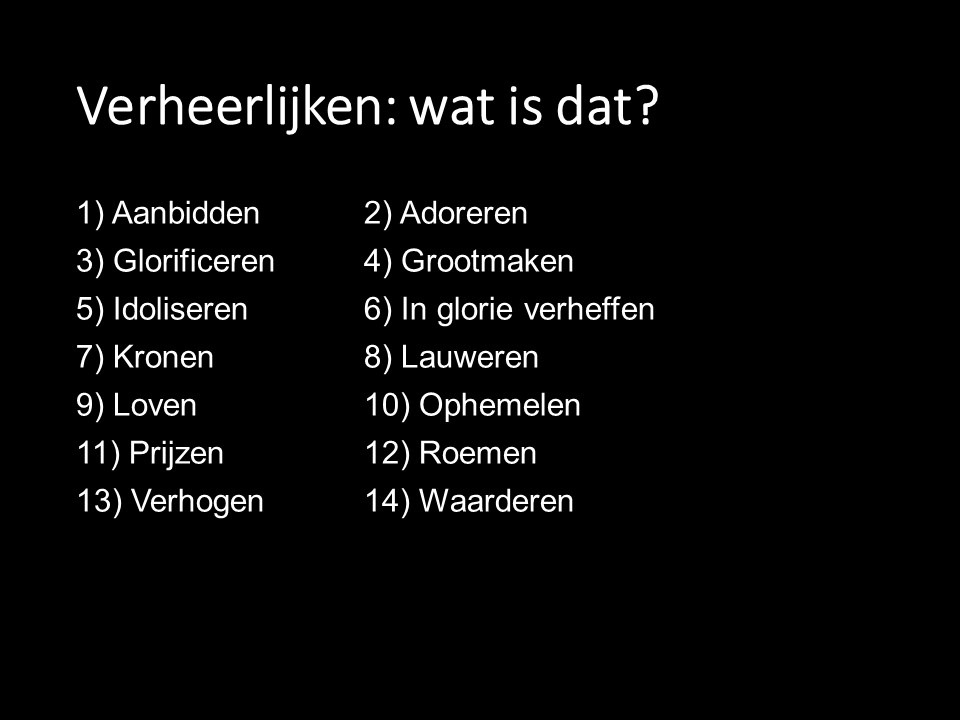 Verheerlijken: wat is dat?
1) Aanbidden 2) Adoreren
3) Glorificeren 4) Grootmaken
5) Idoliseren 6) In glorie verheffen
7) Kronen 8) Lauweren
9) Loven 10) Ophemelen
11) Prijzen 12) Roemen
13) Verhogen 14) Waarderen